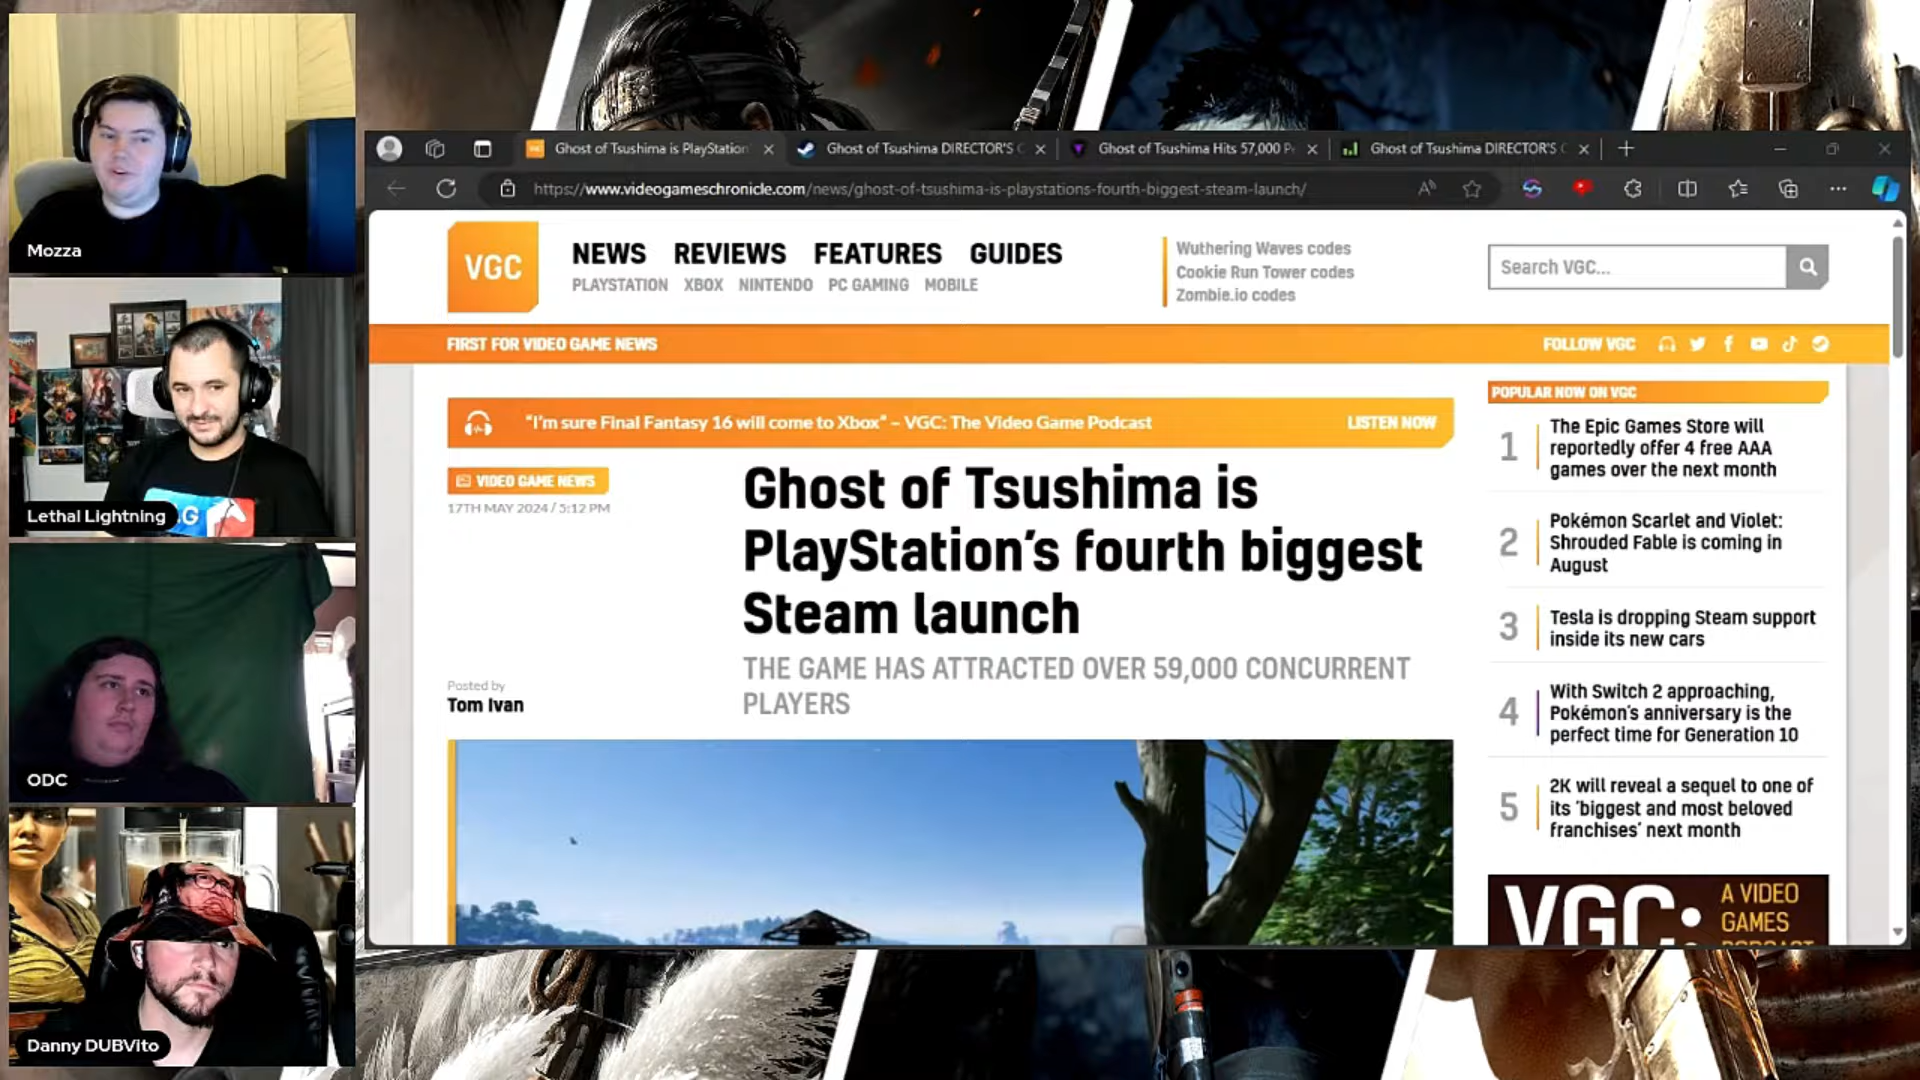 Mozza
Lethal Lightning
.G
ODC
Danny DUBVito
Ghost of Tsushima is PlayStation
Ghost of Tsushima DIRECTOR'S C
Ghost of Tsushima Hits 57,000 P
Ghost of Tsushima DIRECTOR'S C
https://www.videogameschronicle.com/news/ghost-of-tsushima-is-playstations-fourth-biggest-steam-launch/
VGC
NEWS REVIEWS FEATURES GUIDES
PLAYSTATION XBOX NINTENDO PC GAMING MOBILE
Wuthering Waves codes
Cookie Run Tower codes
Zombie.io codes
Search VGC...
FIRST FOR VIDEO GAME NEWS
FOLLOW VGC
"I'm sure Final Fantasy 16 will come to Xbox" – VGC: The Video Game Podcast
LISTEN NOW
VIDEO GAME NEWS
17TH MAY 2024 / 5:12 PM
Ghost of Tsushima is
PlayStation's fourth biggest
Steam launch
THE GAME HAS ATTRACTED OVER 59,000 CONCURRENT
PLAYERS
Posted by
Tom Ivan
POPULAR NOW ON VGC
1
The Epic Games Store will
reportedly offer 4 free AAA
games over the next month
2
Pokémon Scarlet and Violet:
Shrouded Fable is coming in
August
3
Tesla is dropping Steam support
inside its new cars
4
With Switch 2 approaching,
Pokémon's anniversary is the
perfect time for Generation 10
5
2K will reveal a sequel to one of
its 'biggest and most beloved
franchises' next month
VGC:
A VIDEO
GAMES
PODCAST